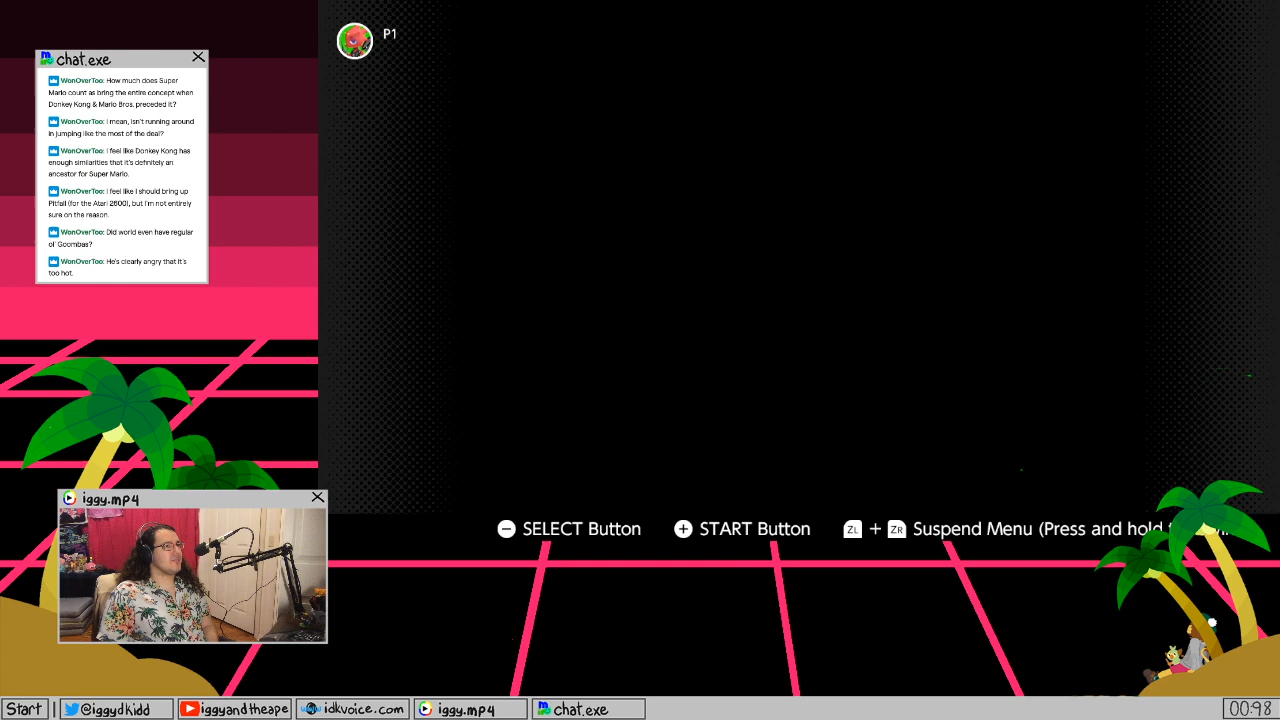 P1
chat.exe
WonOverToo: How much does Super
Mario count as bring the entire concept when
Donkey Kong & Mario Bros. preceded it?
WonOverToo: I mean, isn't running around
in jumping like the most of the deal?
WonOverToo: I feel like Donkey Kong has
enough similarities that it's definitely an
ancestor for Super Mario.
WonOverToo: I feel like I should bring up
Pitfall (for the Atari 2600), but I'm not entirely
sure on the reason.
WonOverToo: Did world even have regular
ol' Goombas?
WonOverToo: He's clearly angry that it's
too hot.
iggy.mp4
SELECT Button
START Button
ZL + ZR Suspend Menu (Press and hold
Start
@iggydkidd
iggyandtheape
www idkvoice.com
iggy.mp4
chat.exe
00:98